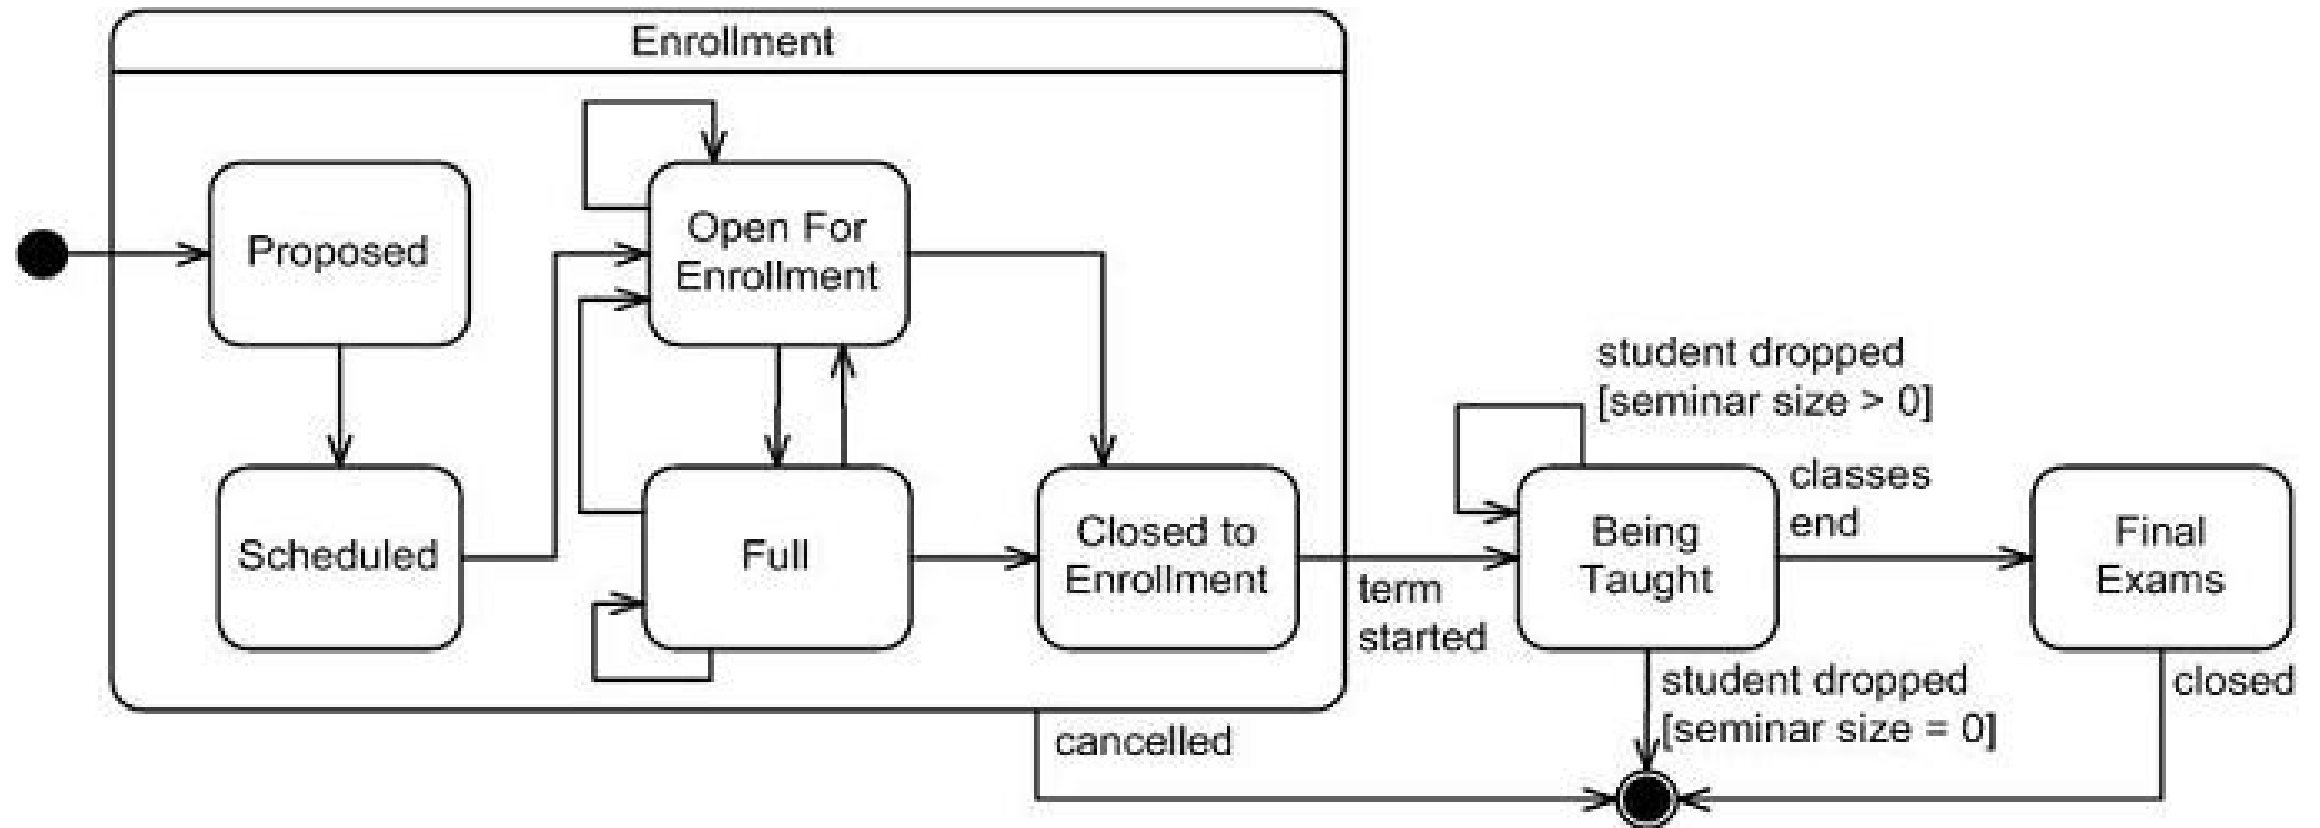 Enrollment
Proposed
Open For
Enrollment
Scheduled
Full
Closed to
Enrollment
term
started
cancelled
student dropped
[seminar size > 0]
Being
Taught
classes
end
Final
Exams
student dropped
[seminar size = 0]
closed